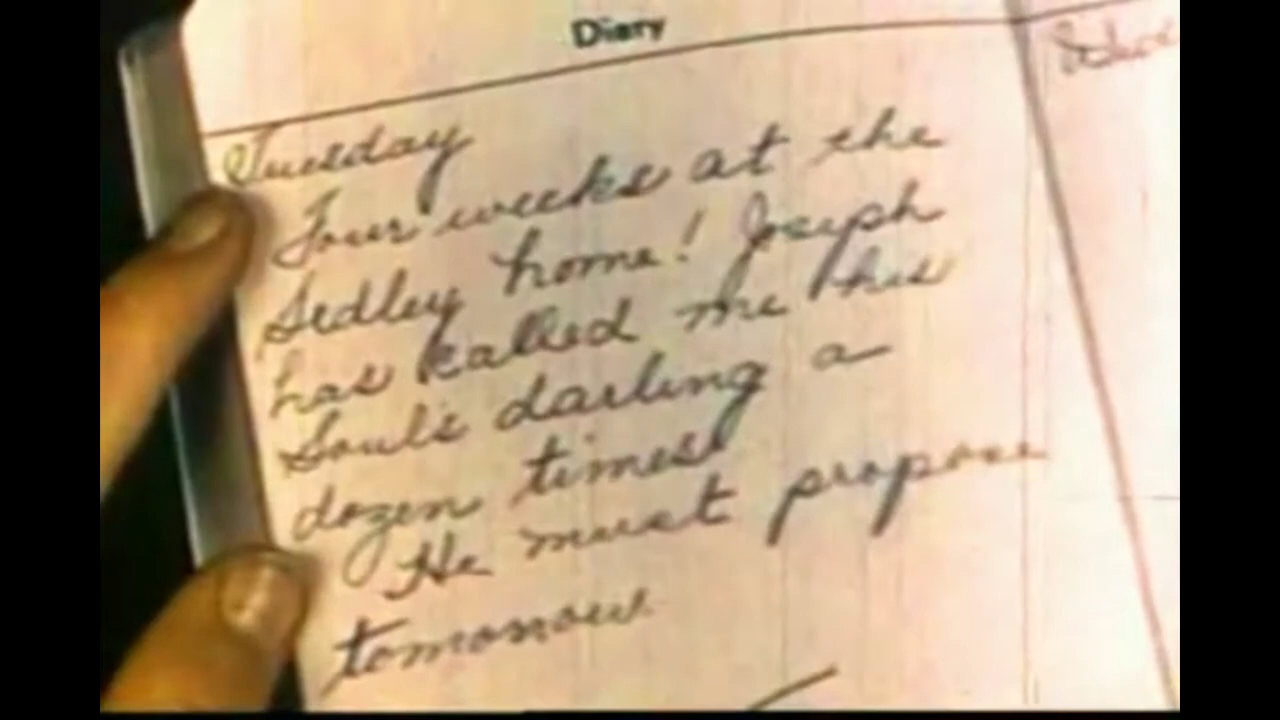 Diary
Tuesday
Four weeks at the
Sedley home! Joseph
has called me his
Soul's darling a
dozen times!
He must propose
tomorrow